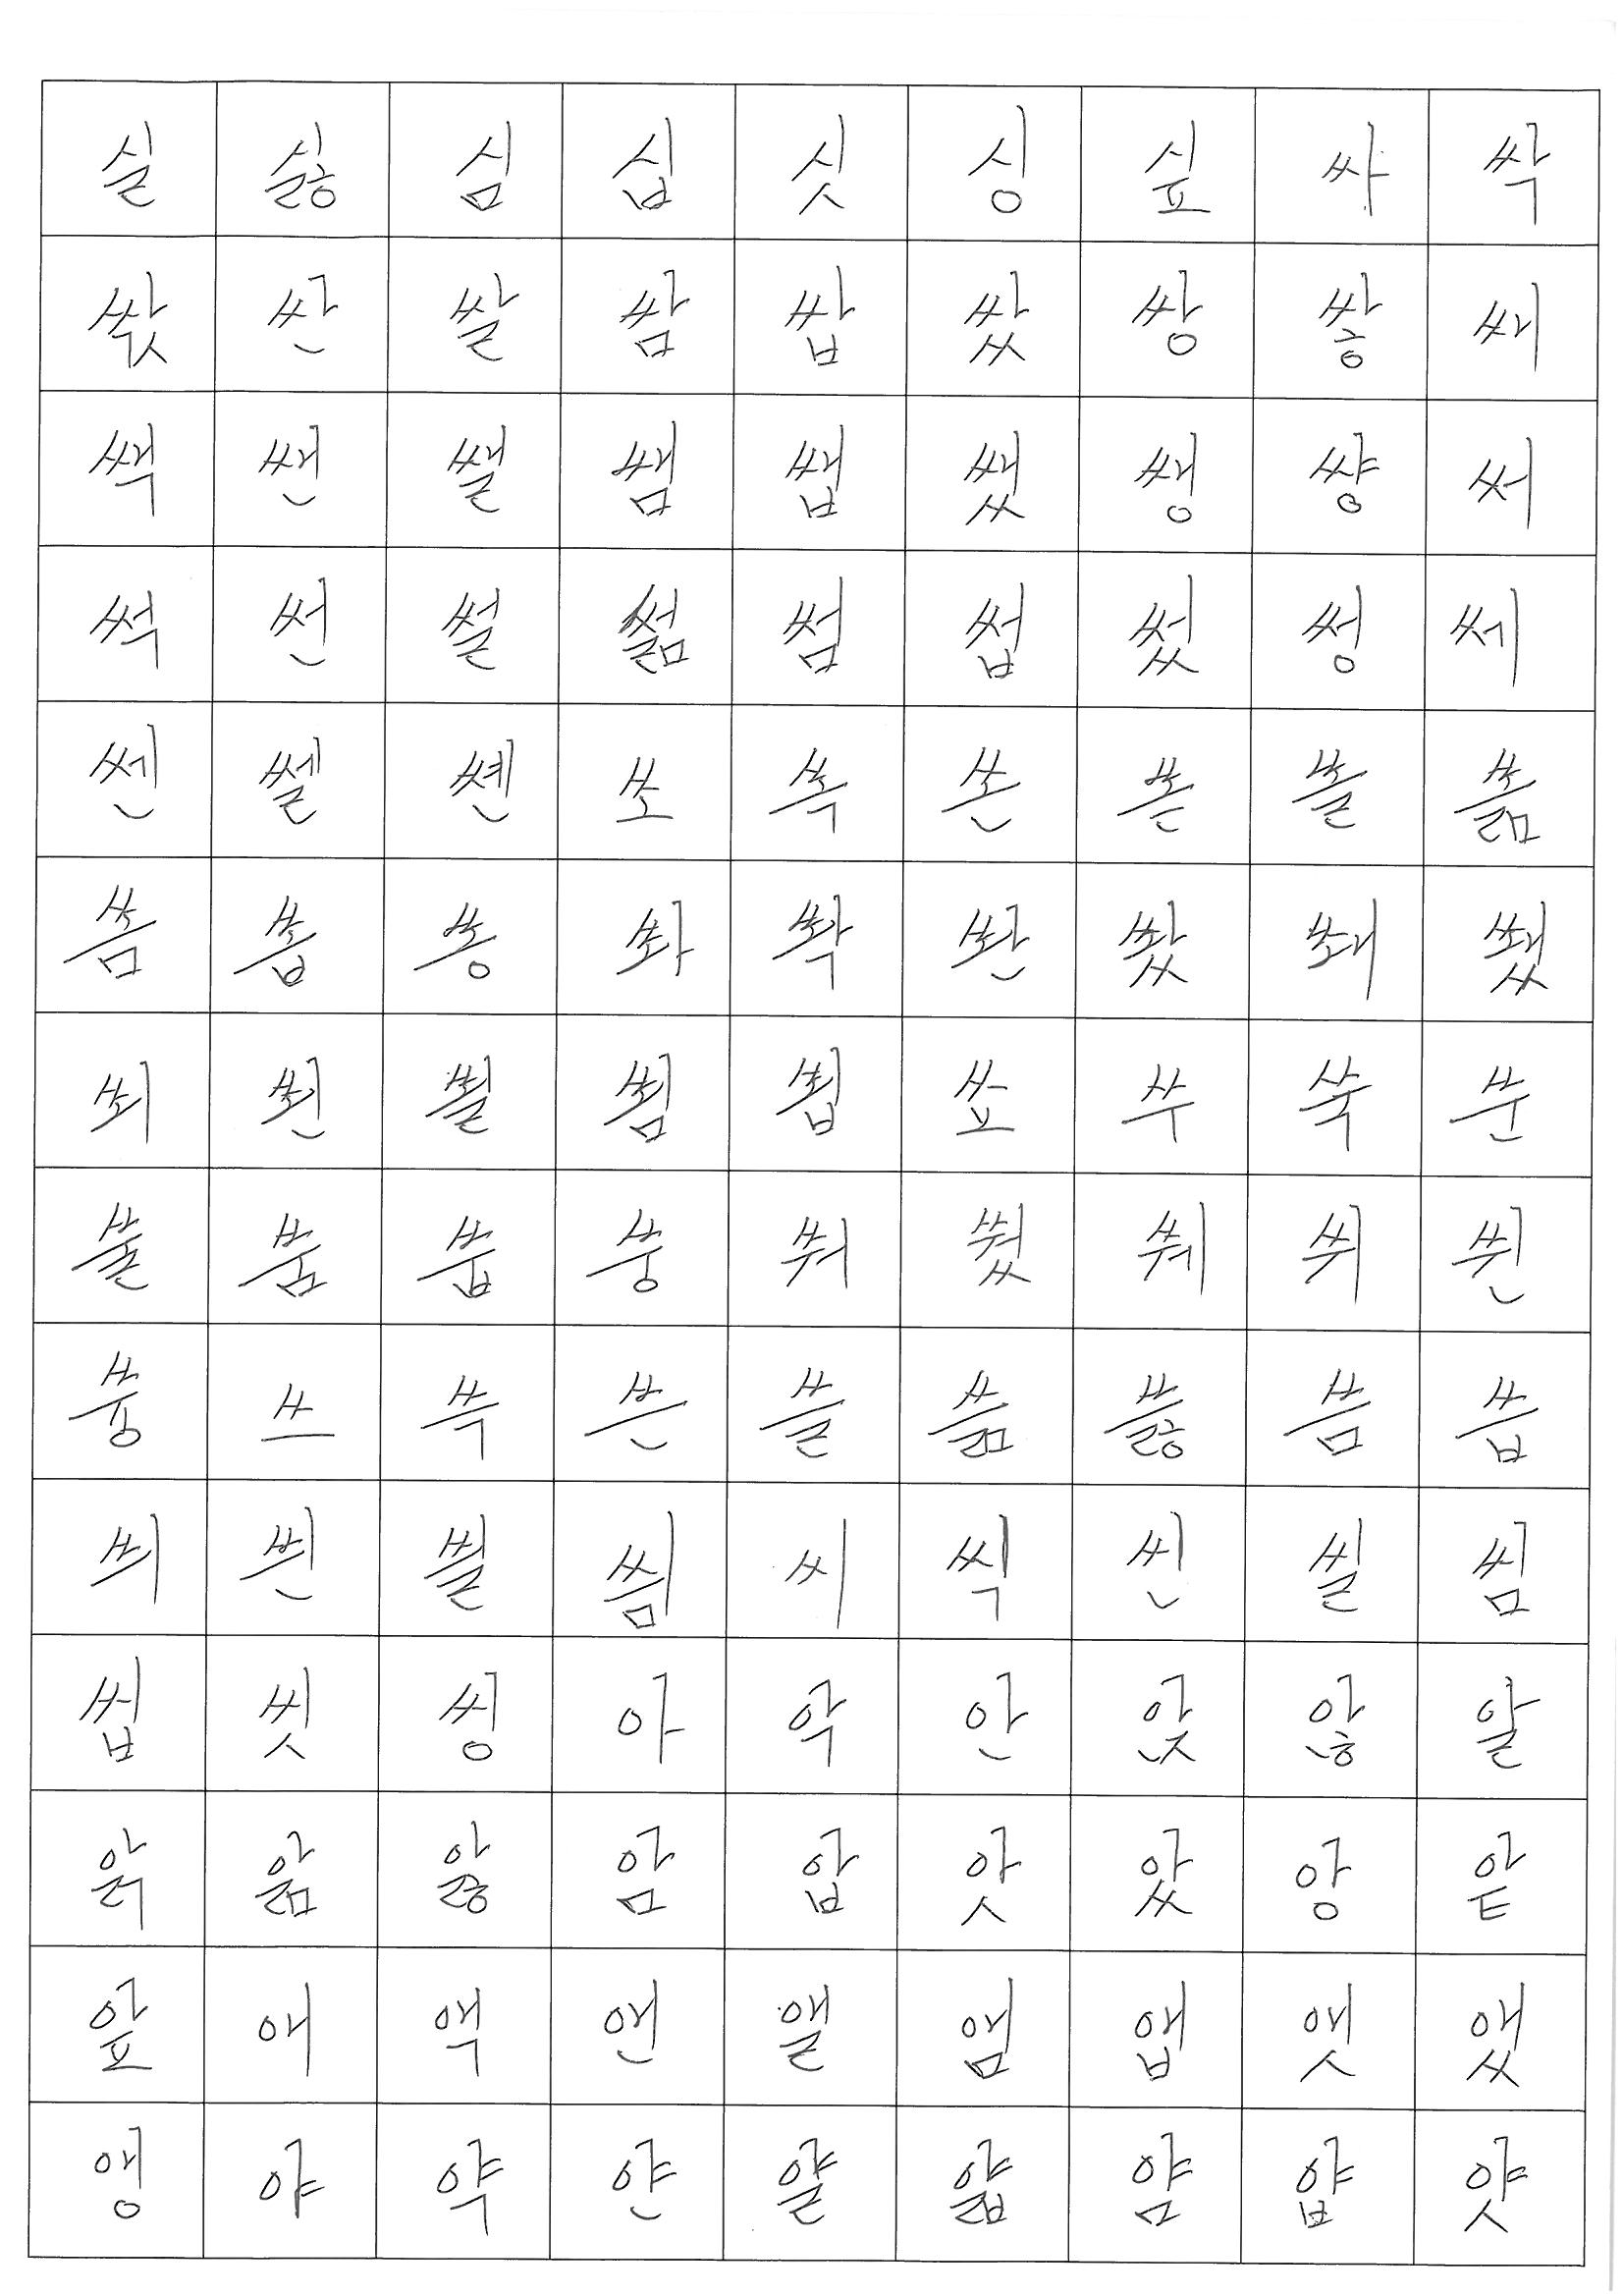 실 싫 심 십 싯 싱 싶 싸 싹
싻 싼 쌀 쌈 쌉 쌌 쌍 쌓 쌔
쌕 쌘 쌜 쌤 쌥 쌨 쌩 썅 써
썩 썬 썰 썲 썸 썹 썼 썽 쎄
쎈 쎌 쏀 쏘 쏙 쏜 쏟 쏠 쏢
쏨 쏩 쏭 쏴 쏵 쏸 쐈 쐐 쐤
쐬 쐰 쐴 쐼 쐽 쑈 쑤 쑥 쑨
쑬 쑴 쑵 쑹 쒀 쒔 쒜 쒸 쒼
쓩 쓰 쓱 쓴 쓸 쓺 쓿 씀 씁
씌 씐 씔 씜 씨 씩 씬 씰 씸
씹 씻 씽 아 악 안 앉 않 알
앍 앎 앓 암 압 앗 았 앙 앝
앞 애 액 앤 앨 앰 앱 앳 앴
앵 야 약 얀 얄 얇 얌 얍 얏